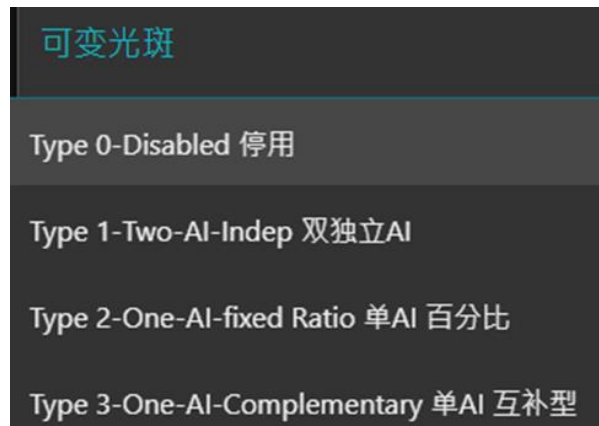 可变光斑
Type 0-Disabled 停用
Type 1-Two-AI-Indep 双独立AI
Type 2-One-AI-fixed Ratio 单AI 百分比
Type 3-One-AI-Complementary 单AI 互补型